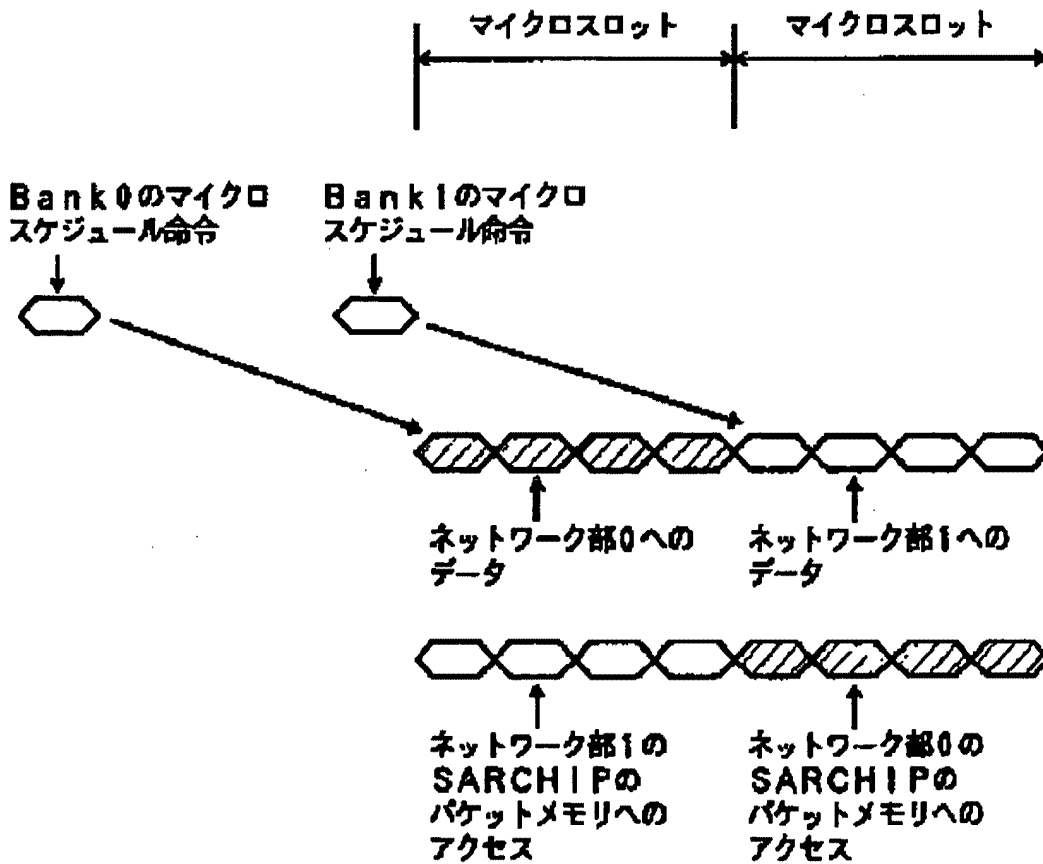 マイクロスロット
マイクロスロット
Bank0のマイクロ
スケジュール命令
Bank1のマイクロ
スケジュール命令
ネットワーク部0への
データ
ネットワーク部1への
データ
ネットワーク部1の
SARCHIPの
パケットメモリへの
アクセス
ネットワーク部0の
SARCHIPの
パケットメモリへの
アクセス